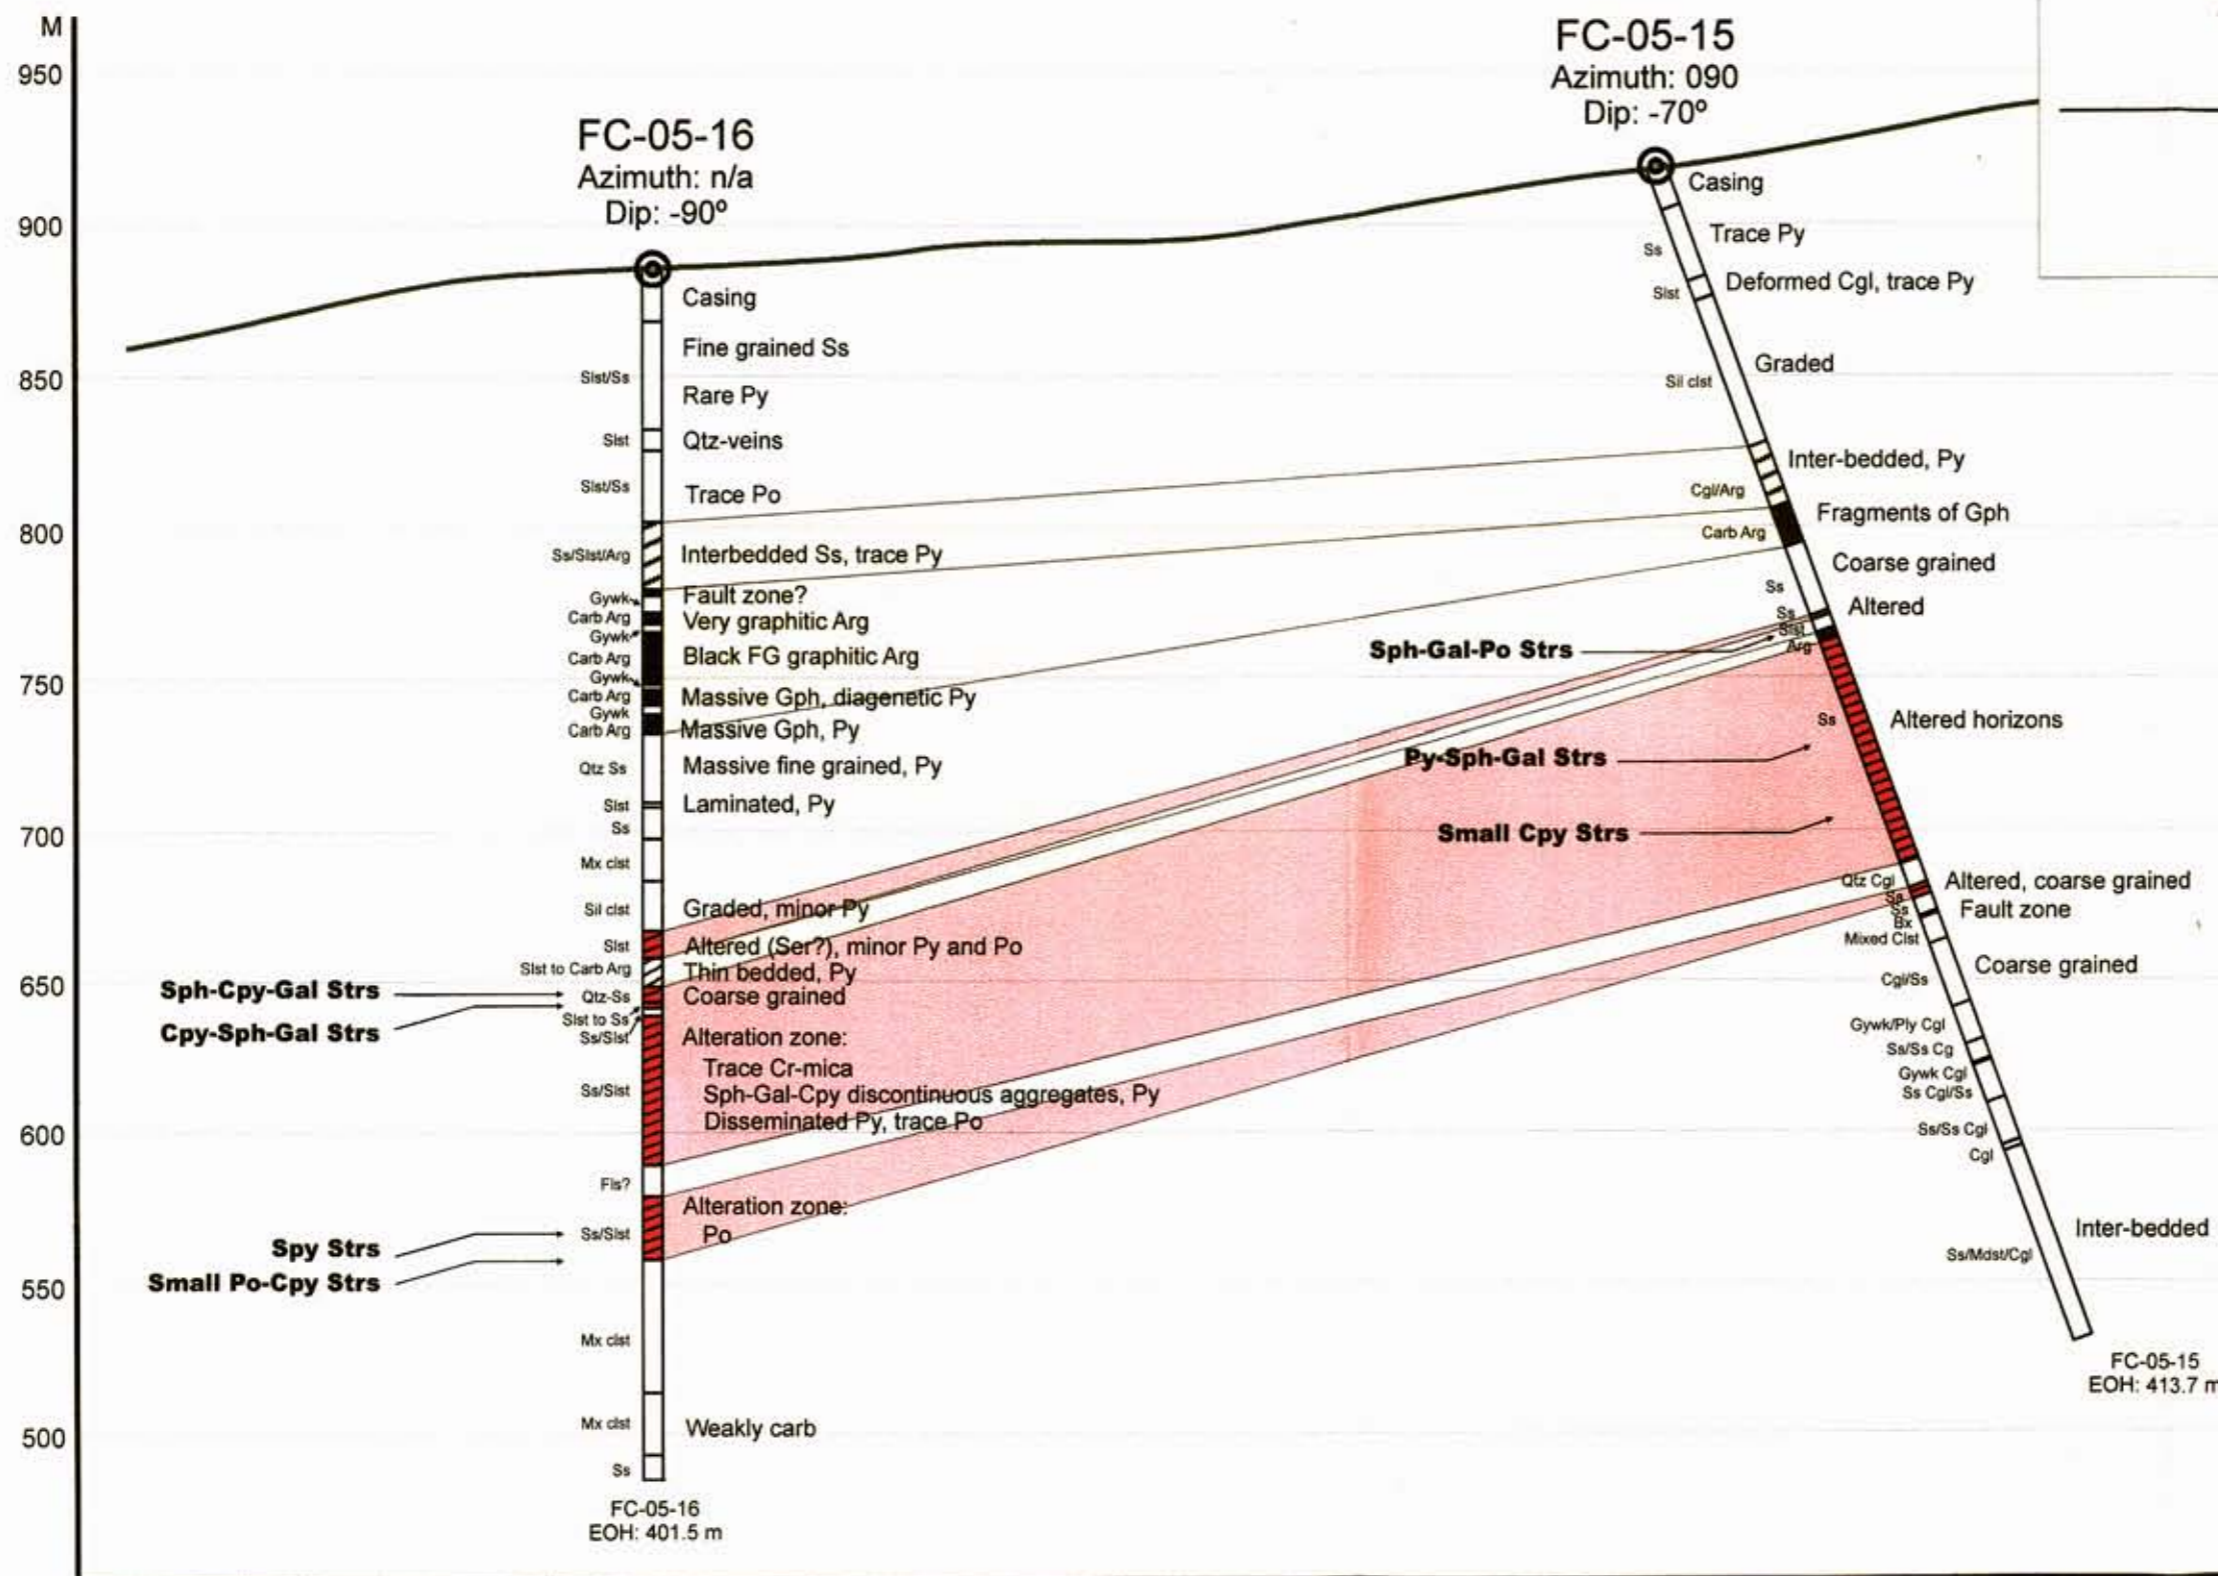 M
950
900
850
800
750
700
650
600
550
500
FC-05-16
Azimuth: n/a
Dip: -90º
Casing
Fine grained Ss
Slst/Ss
Rare Py
Slst
Qtz-veins
Slst/Ss
Trace Po
Ss/Slst/Arg
Interbedded Ss, trace Py
Gywk
Fault zone?
Carb Arg
Very graphitic Arg
Gywk
Carb Arg
Black FG graphitic Arg
Gywk
Carb Arg
Massive Gph, diagenetic Py
Gywk
Carb Arg
Massive Gph, Py
Qtz Ss
Massive fine grained, Py
Slst
Laminated, Py
Ss
Mx clst
Sil clst
Graded, minor Py
Slst
Altered (Ser?), minor Py and Po
Slst to Carb Arg
Thin bedded, Py
Sph-Cpy-Gal Strs
Qtz-Ss
Coarse grained
Slst to Ss
Cpy-Sph-Gal Strs
Ss/Slst
Alteration zone:
Trace Cr-mica
Ss/Slst
Sph-Gal-Cpy discontinuous aggregates, Py
Disseminated Py, trace Po
Fls?
Alteration zone:
Ss/Slst
Po
Spy Strs
Small Po-Cpy Strs
Mx clst
Mx clst
Weakly carb
Ss
FC-05-16
EOH: 401.5 m
FC-05-15
Azimuth: 090
Dip: -70º
Casing
Trace Py
Ss
Deformed Cgl, trace Py
Slst
Graded
Sil clst
Inter-bedded, Py
Cgl/Arg
Fragments of Gph
Carb Arg
Coarse grained
Ss
Altered
Ss
Slst
Arg
Sph-Gal-Po Strs
Ss
Altered horizons
Py-Sph-Gal Strs
Small Cpy Strs
Qtz Cgl
Altered, coarse grained
Ss
Ss
Fault zone
Bx
Mixed Clst
Coarse grained
Cgl/Ss
Gywk/Ply Cgl
Ss/Ss Cg
Gywk Cgl
Ss Cgl/Ss
Ss/Ss Cgl
Cgl
Inter-bedded
Ss/Mdst/Cgl
FC-05-15
EOH: 413.7 m